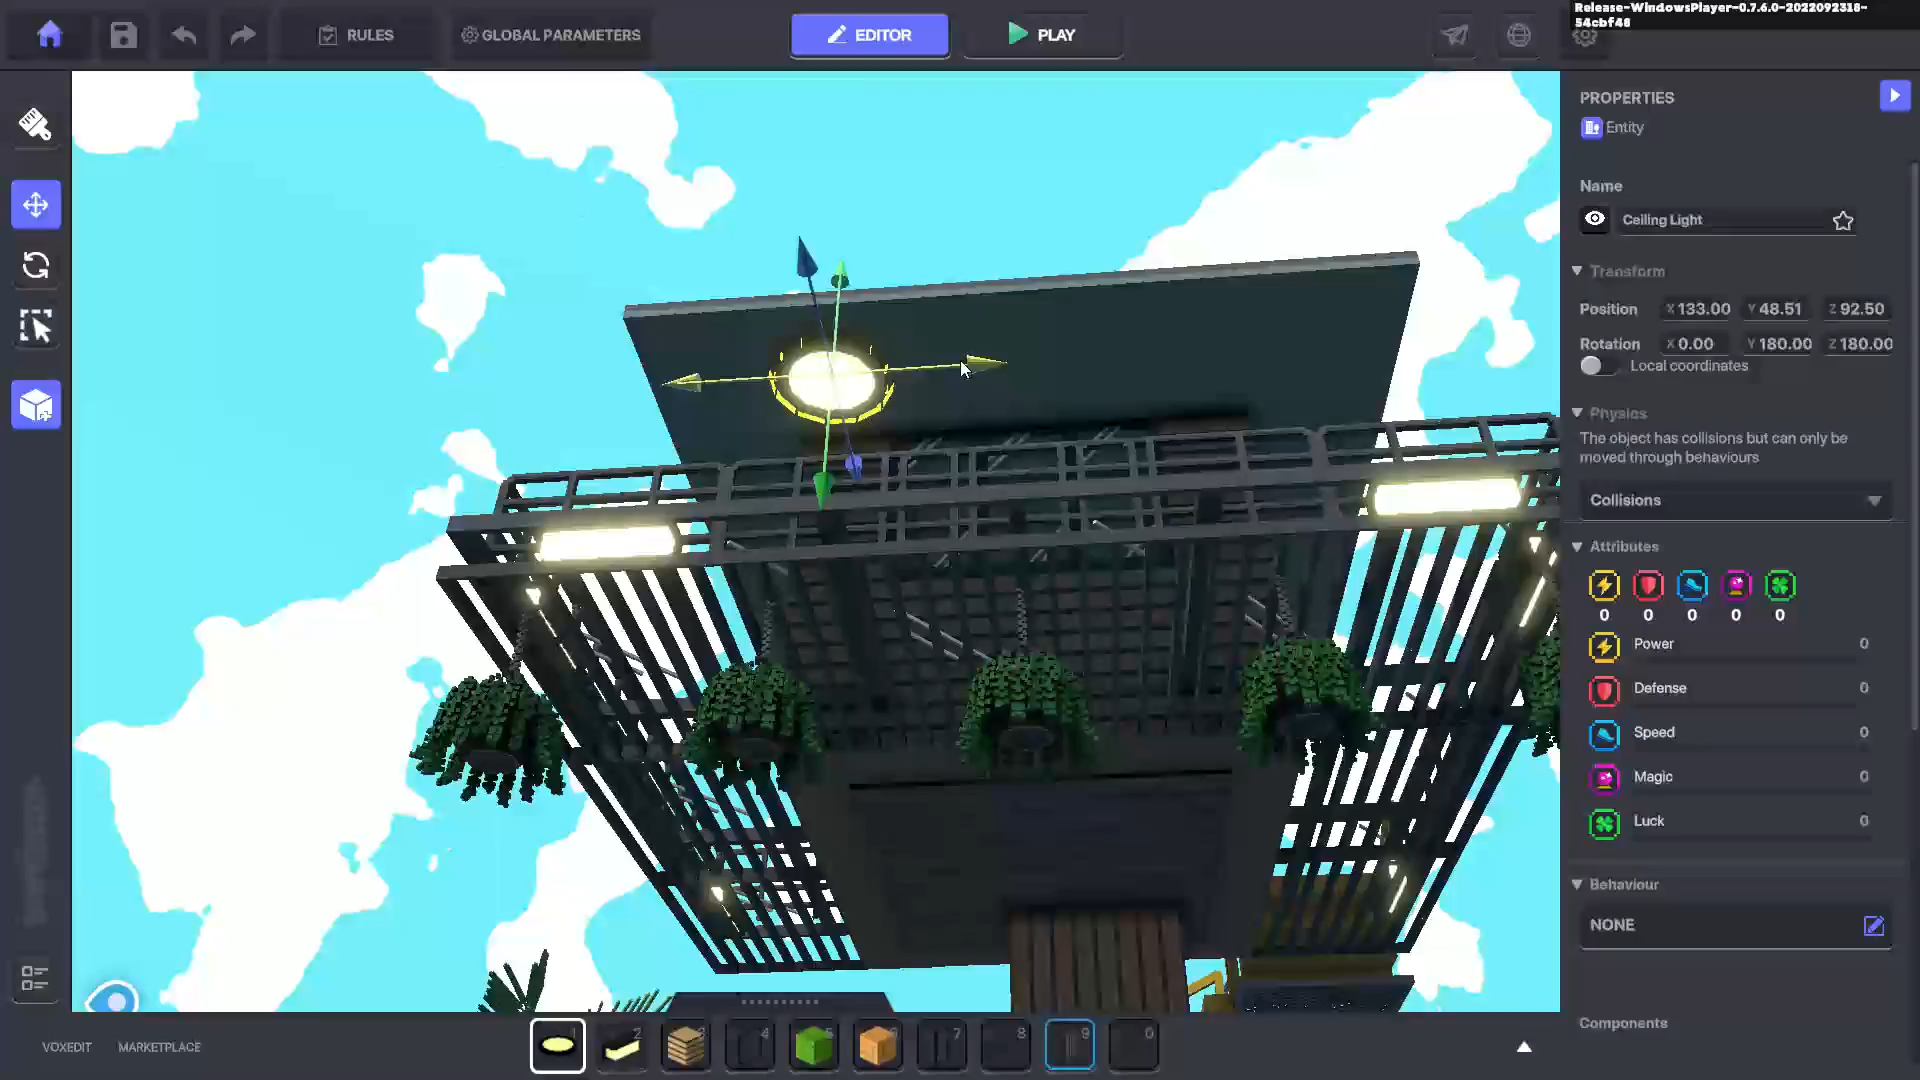 Release-WindowsPlayer-0.7.6.0-2022092318-
54cbf48
RULES
GLOBAL PARAMETERS
EDITOR
PLAY
PROPERTIES
Entity
Name
Ceiling Light
Transform
Position X 133.00 Y 48.51 Z 92.50
Rotation X 0.00 Y 180.00 Z 180.00
Local coordinates
Physics
The object has collisions but can only be
moved through behaviours
Collisions
Attributes
0 0 0 0 0
Power 0
Defense 0
Speed 0
Magic 0
Luck 0
Behaviour
NONE
Components
VOXEDIT MARKETPLACE
2 4 7 8 9 0